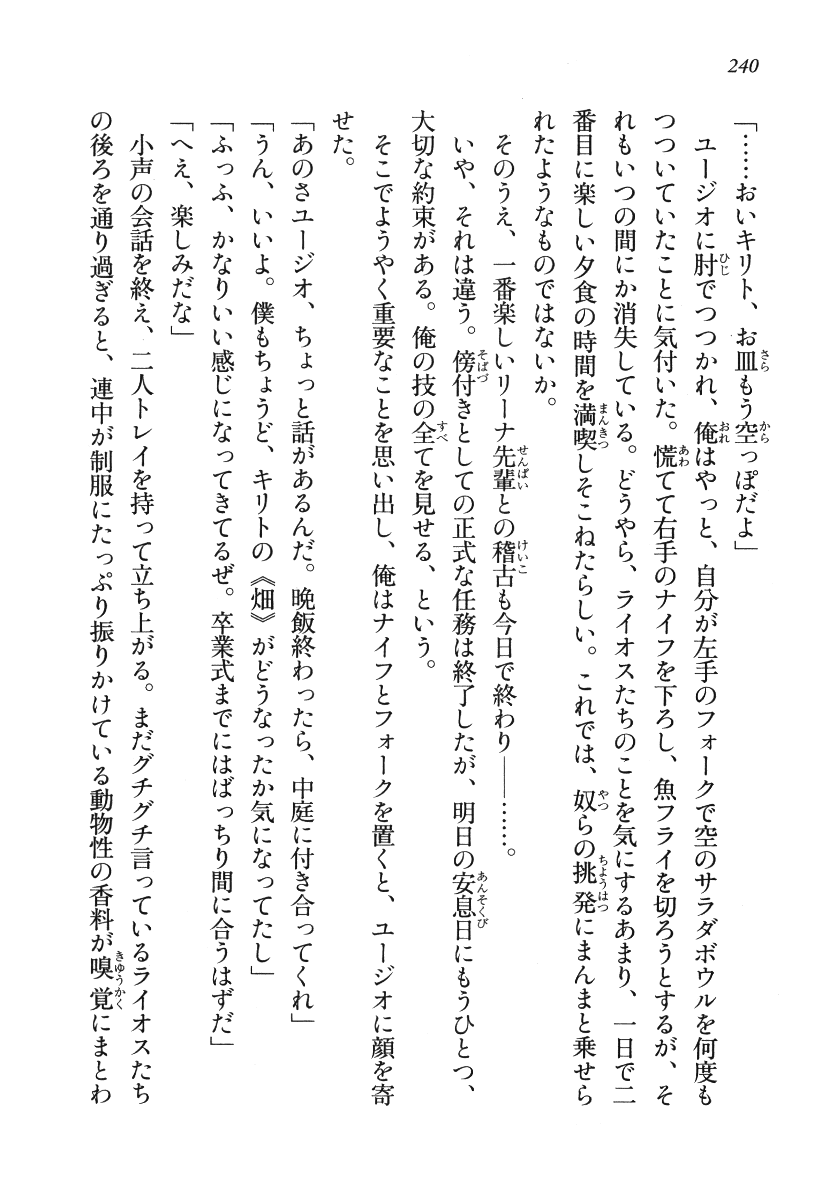 240
「……おいキリト、お皿もう空っぽだよ」
　ユージオに肘でつつかれ、俺はやっと、自分が左手のフォークで空のサラダボウルを何度も
つついていたことに気付いた。慌てて右手のナイフを下ろし、魚フライを切ろうとするが、そ
れもいつの間にか消失している。どうやら、ライオスたちのことを気にするあまり、一日で二
番目に楽しい夕食の時間を満喫しそこねたらしい。これでは、奴らの挑発にまんまと乗せら
れたようなものではないか。
　そのうえ、一番楽しいリーナ先輩との稽古も今日で終わり――……。
　いや、それは違う。傍付きとしての正式な任務は終了したが、明日の安息日にもうひとつ、
大切な約束がある。俺の技の全てを見せる、という。
　そこでようやく重要なことを思い出し、俺はナイフとフォークを置くと、ユージオに顔を寄
せた。
「あのさユージオ、ちょっと話があるんだ。晩飯終わったら、中庭に付き合ってくれ」
「うん、いいよ。僕もちょうど、キリトの《畑》がどうなったか気になってたし」
「ふっふ、かなりいい感じになってきてるぜ。卒業式までにはばっちり間に合うはずだ」
「へえ、楽しみだな」
　小声の会話を終え、二人トレイを持って立ち上がる。まだグチグチ言っているライオスたち
の後ろを通り過ぎると、連中が制服にたっぷり振りかけている動物性の香料が嗅覚にまとわ